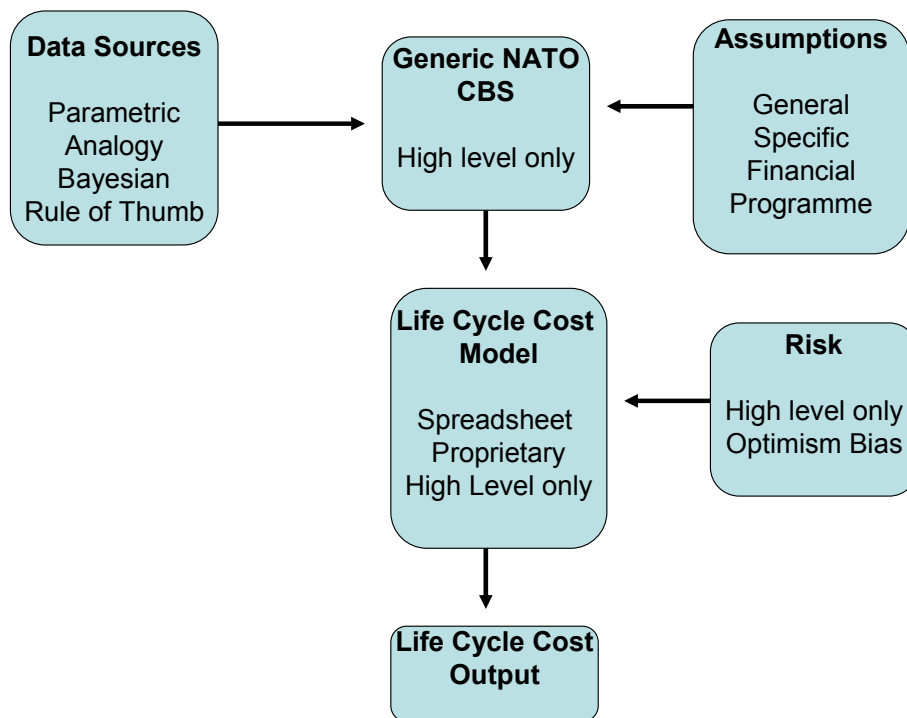 Data Sources
Parametric
Analogy
Bayesian
Rule of Thumb
Generic NATO
CBS
High level only
Assumptions
General
Specific
Financial
Programme
Life Cycle Cost
Model
Spreadsheet
Proprietary
High Level only
Risk
High level only
Optimism Bias
Life Cycle Cost
Output